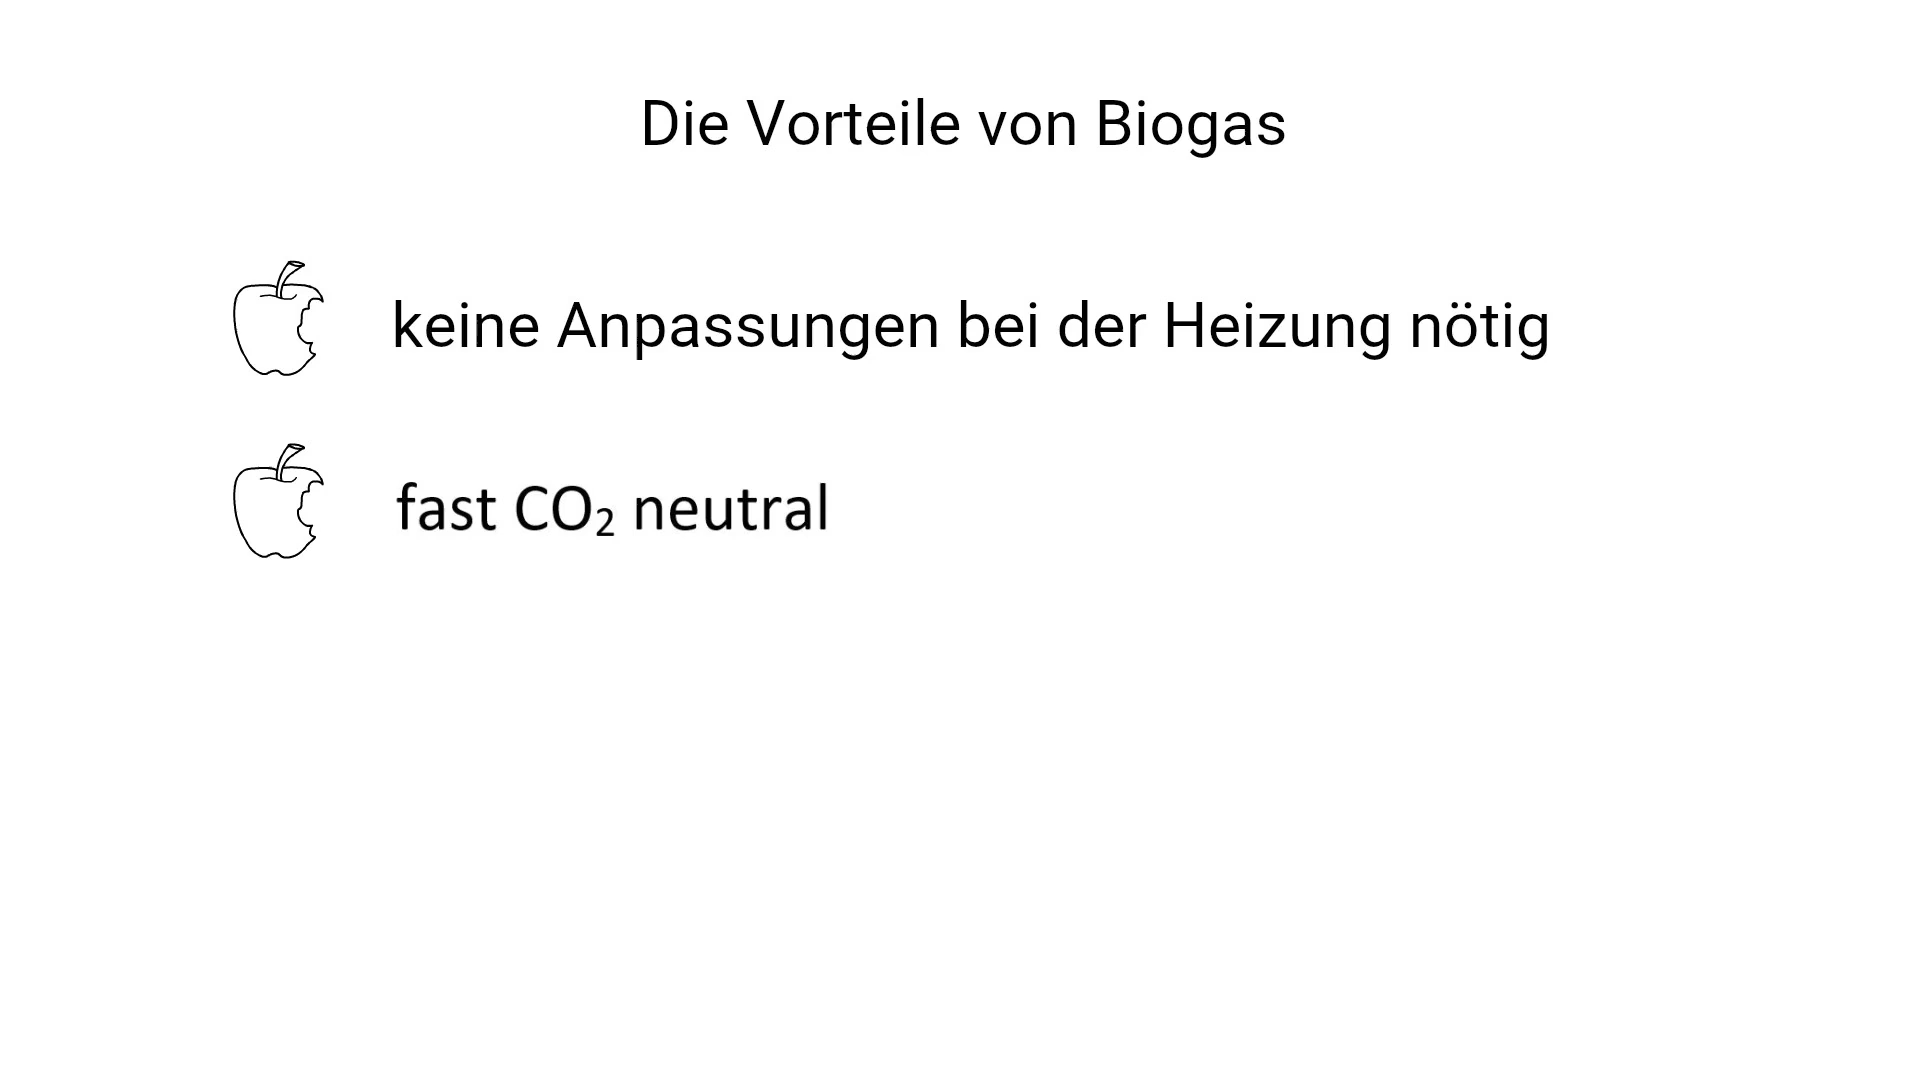 Die Vorteile von Biogas
keine Anpassungen bei der Heizung nötig
fast CO₂ neutral